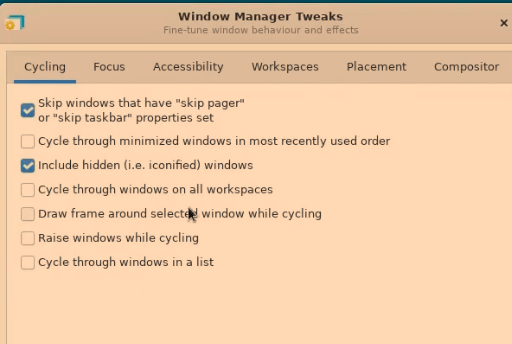 Window Manager Tweaks
Fine-tune window behaviour and effects
Cycling Focus Accessibility Workspaces Placement Compositor
Skip windows that have "skip pager"
or "skip taskbar" properties set
Cycle through minimized windows in most recently used order
Include hidden (i.e. iconified) windows
Cycle through windows on all workspaces
Draw frame around selected window while cycling
Raise windows while cycling
Cycle through windows in a list